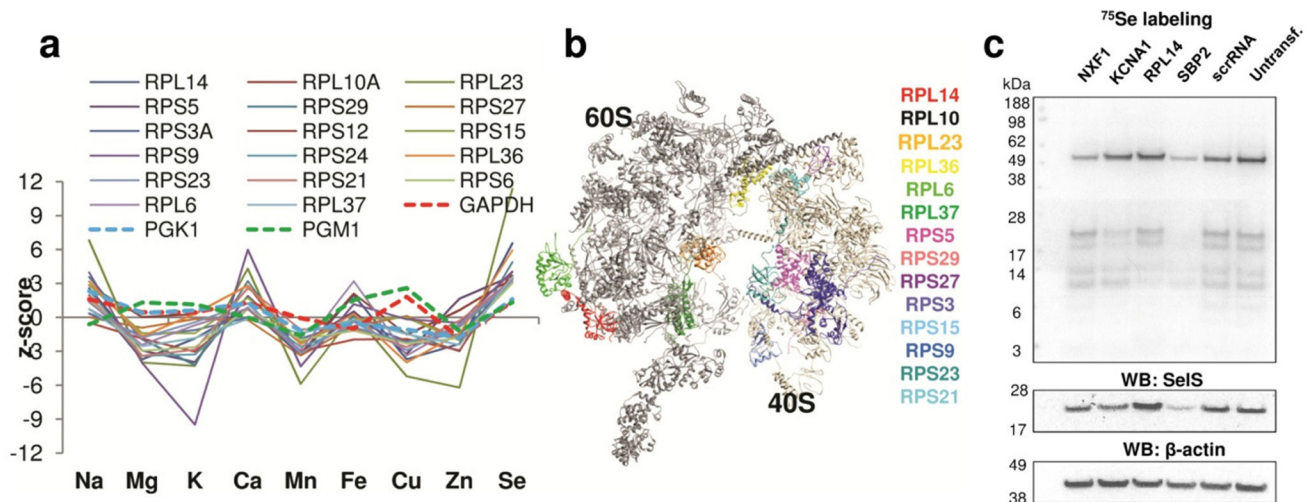 a
RPL14 RPL10A RPL23
RPS5 RPS29 RPS27
RPS3A RPS12 RPS15
RPS9 RPS24 RPL36
RPS23 RPS21 RPS6
RPL6 RPL37 GAPDH
PGK1 PGM1
z-score
12
9
6
3
0
-3
-6
-9
-12
Na Mg K Ca Mn Fe Cu Zn Se
b
60S
40S
RPL14
RPL10
RPL23
RPL36
RPL6
RPL37
RPS5
RPS29
RPS27
RPS3
RPS15
RPS9
RPS23
RPS21
c
75Se labeling
NXF1 KCNA1 RPL14 SBP2 scrRNA Untransf.
kDa
188
98
62
49
38
28
17
14
6
3
WB: SelS
28
17
WB: β-actin
49
38